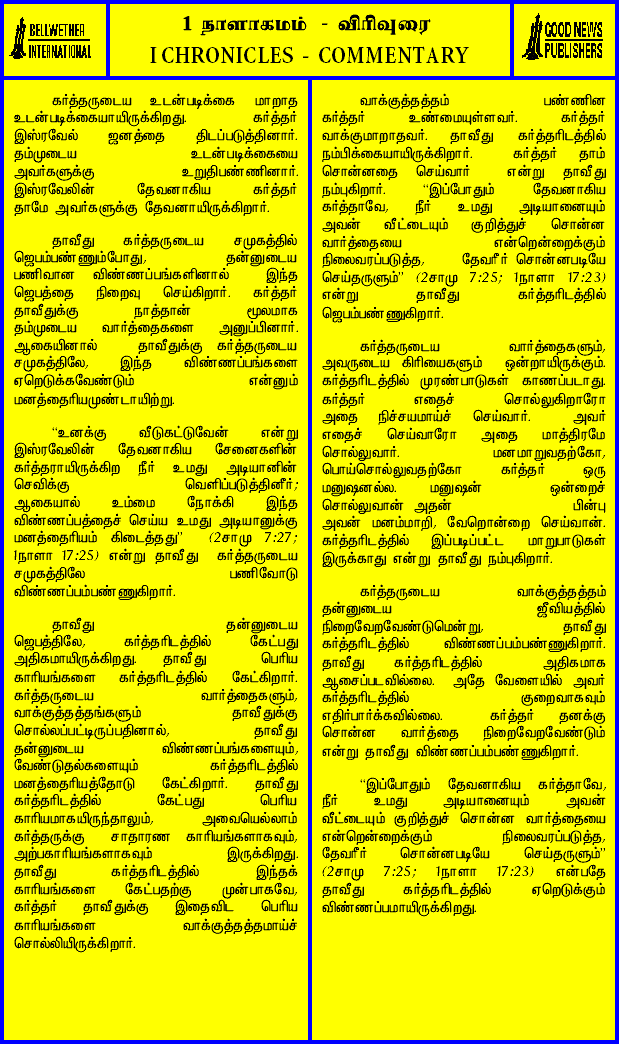 BELLWETHER
INTERNATIONAL
1 நாளாகமம் - விரிவுரை
I CHRONICLES - COMMENTARY
GOOD NEWS
PUBLISHERS
கர்த்தருடைய உடன்படிக்கை மாறாத
உடன்படிக்கையாயிருக்கிறது. கர்த்தர்
இஸ்ரவேல் ஜனத்தை திடப்படுத்தினார்.
தம்முடைய உடன்படிக்கையை
அவர்களுக்கு உறுதிபண்ணினார்.
இஸ்ரவேலின் தேவனாகிய கர்த்தர்
தாமே அவர்களுக்கு தேவனாயிருக்கிறார்.
தாவீது கர்த்தருடைய சமுகத்தில்
ஜெபம்பண்ணும்போது, தன்னுடைய
பணிவான விண்ணப்பங்களினால் இந்த
ஜெபத்தை நிறைவு செய்கிறார். கர்த்தர்
தாவீதுக்கு நாத்தான் மூலமாக
தம்முடைய வார்த்தைகளை அனுப்பினார்.
ஆகையினால் தாவீதுக்கு கர்த்தருடைய
சமுகத்திலே, இந்த விண்ணப்பங்களை
ஏறெடுக்கவேண்டும் என்னும்
மனத்தைரியமுண்டாயிற்று.
“உனக்கு வீடுகட்டுவேன் என்று
இஸ்ரவேலின் தேவனாகிய சேனைகளின்
கர்த்தராயிருக்கிற நீர் உமது அடியானின்
செவிக்கு வெளிப்படுத்தினீர்;
ஆகையால் உம்மை நோக்கி இந்த
விண்ணப்பத்தைச் செய்ய உமது அடியானுக்கு
மனத்தைரியம் கிடைத்தது” (2சாமு 7:27;
1நாளா 17:25) என்று தாவீது கர்த்தருடைய
சமுகத்திலே பணிவோடு
விண்ணப்பம்பண்ணுகிறார்.
தாவீது தன்னுடைய
ஜெபத்திலே, கர்த்தரிடத்தில் கேட்பது
அதிகமாயிருக்கிறது. தாவீது பெரிய
காரியங்களை கர்த்தரிடத்தில் கேட்கிறார்.
கர்த்தருடைய வார்த்தைகளும்,
வாக்குத்தத்தங்களும் தாவீதுக்கு
சொல்லப்பட்டிருப்பதினால், தாவீது
தன்னுடைய விண்ணப்பங்களையும்,
வேண்டுதல்களையும் கர்த்தரிடத்தில்
மனத்தைரியத்தோடு கேட்கிறார். தாவீது
கர்த்தரிடத்தில் கேட்பது பெரிய
காரியமாகயிருந்தாலும், அவையெல்லாம்
கர்த்தருக்கு சாதாரண காரியங்களாகவும்,
அற்பகாரியங்களாகவும் இருக்கிறது.
தாவீது கர்த்தரிடத்தில் இந்தக்
காரியங்களை கேட்பதற்கு முன்பாகவே,
கர்த்தர் தாவீதுக்கு இதைவிட பெரிய
காரியங்களை வாக்குத்தத்தமாய்ச்
சொல்லியிருக்கிறார்.
வாக்குத்தத்தம் பண்ணின
கர்த்தர் உண்மையுள்ளவர். கர்த்தர்
வாக்குமாறாதவர். தாவீது கர்த்தரிடத்தில்
நம்பிக்கையாயிருக்கிறார். கர்த்தர் தாம்
சொன்னதை செய்வார் என்று தாவீது
நம்புகிறார். “இப்போதும் தேவனாகிய
கர்த்தாவே, நீர் உமது அடியானையும்
அவன் வீட்டையும் குறித்துச் சொன்ன
வார்த்தையை என்றென்றைக்கும்
நிலைவரப்படுத்த, தேவரீர் சொன்னபடியே
செய்தருளும்” (2சாமு 7:25; 1நாளா 17:23)
என்று தாவீது கர்த்தரிடத்தில்
ஜெபம்பண்ணுகிறார்.
கர்த்தருடைய வார்த்தைகளும்,
அவருடைய கிரியைகளும் ஒன்றாயிருக்கும்.
கர்த்தரிடத்தில் முரண்பாடுகள் காணப்படாது.
கர்த்தர் எதைச் சொல்லுகிறாரோ
அதை நிச்சயமாய்ச் செய்வார். அவர்
எதைச் செய்வாரோ அதை மாத்திரமே
சொல்லுவார். மனமாறுவதற்கோ,
பொய்சொல்லுவதற்கோ கர்த்தர் ஒரு
மனுஷனல்ல. மனுஷன் ஒன்றைச்
சொல்லுவான் அதன் பின்பு
அவன் மனம்மாறி, வேறொன்றை செய்வான்.
கர்த்தரிடத்தில் இப்படிப்பட்ட மாறுபாடுகள்
இருக்காது என்று தாவீது நம்புகிறார்.
கர்த்தருடைய வாக்குத்தத்தம்
தன்னுடைய ஜீவியத்தில்
நிறைவேறவேண்டுமென்று, தாவீது
கர்த்தரிடத்தில் விண்ணப்பம்பண்ணுகிறார்.
தாவீது கர்த்தரிடத்தில் அதிகமாக
ஆசைப்படவில்லை. அதே வேளையில் அவர்
கர்த்தரிடத்தில் குறைவாகவும்
எதிர்பார்க்கவில்லை. கர்த்தர் தனக்கு
சொன்ன வார்த்தை நிறைவேறவேண்டும்
என்று தாவீது விண்ணப்பம்பண்ணுகிறார்.
“இப்போதும் தேவனாகிய கர்த்தாவே,
நீர் உமது அடியானையும் அவன்
வீட்டையும் குறித்துச் சொன்ன வார்த்தையை
என்றென்றைக்கும் நிலைவரப்படுத்த,
தேவரீர் சொன்னபடியே செய்தருளும்”
(2சாமு 7:25; 1நாளா 17:23) என்பதே
தாவீது கர்த்தரிடத்தில் ஏறெடுக்கும்
விண்ணப்பமாயிருக்கிறது.